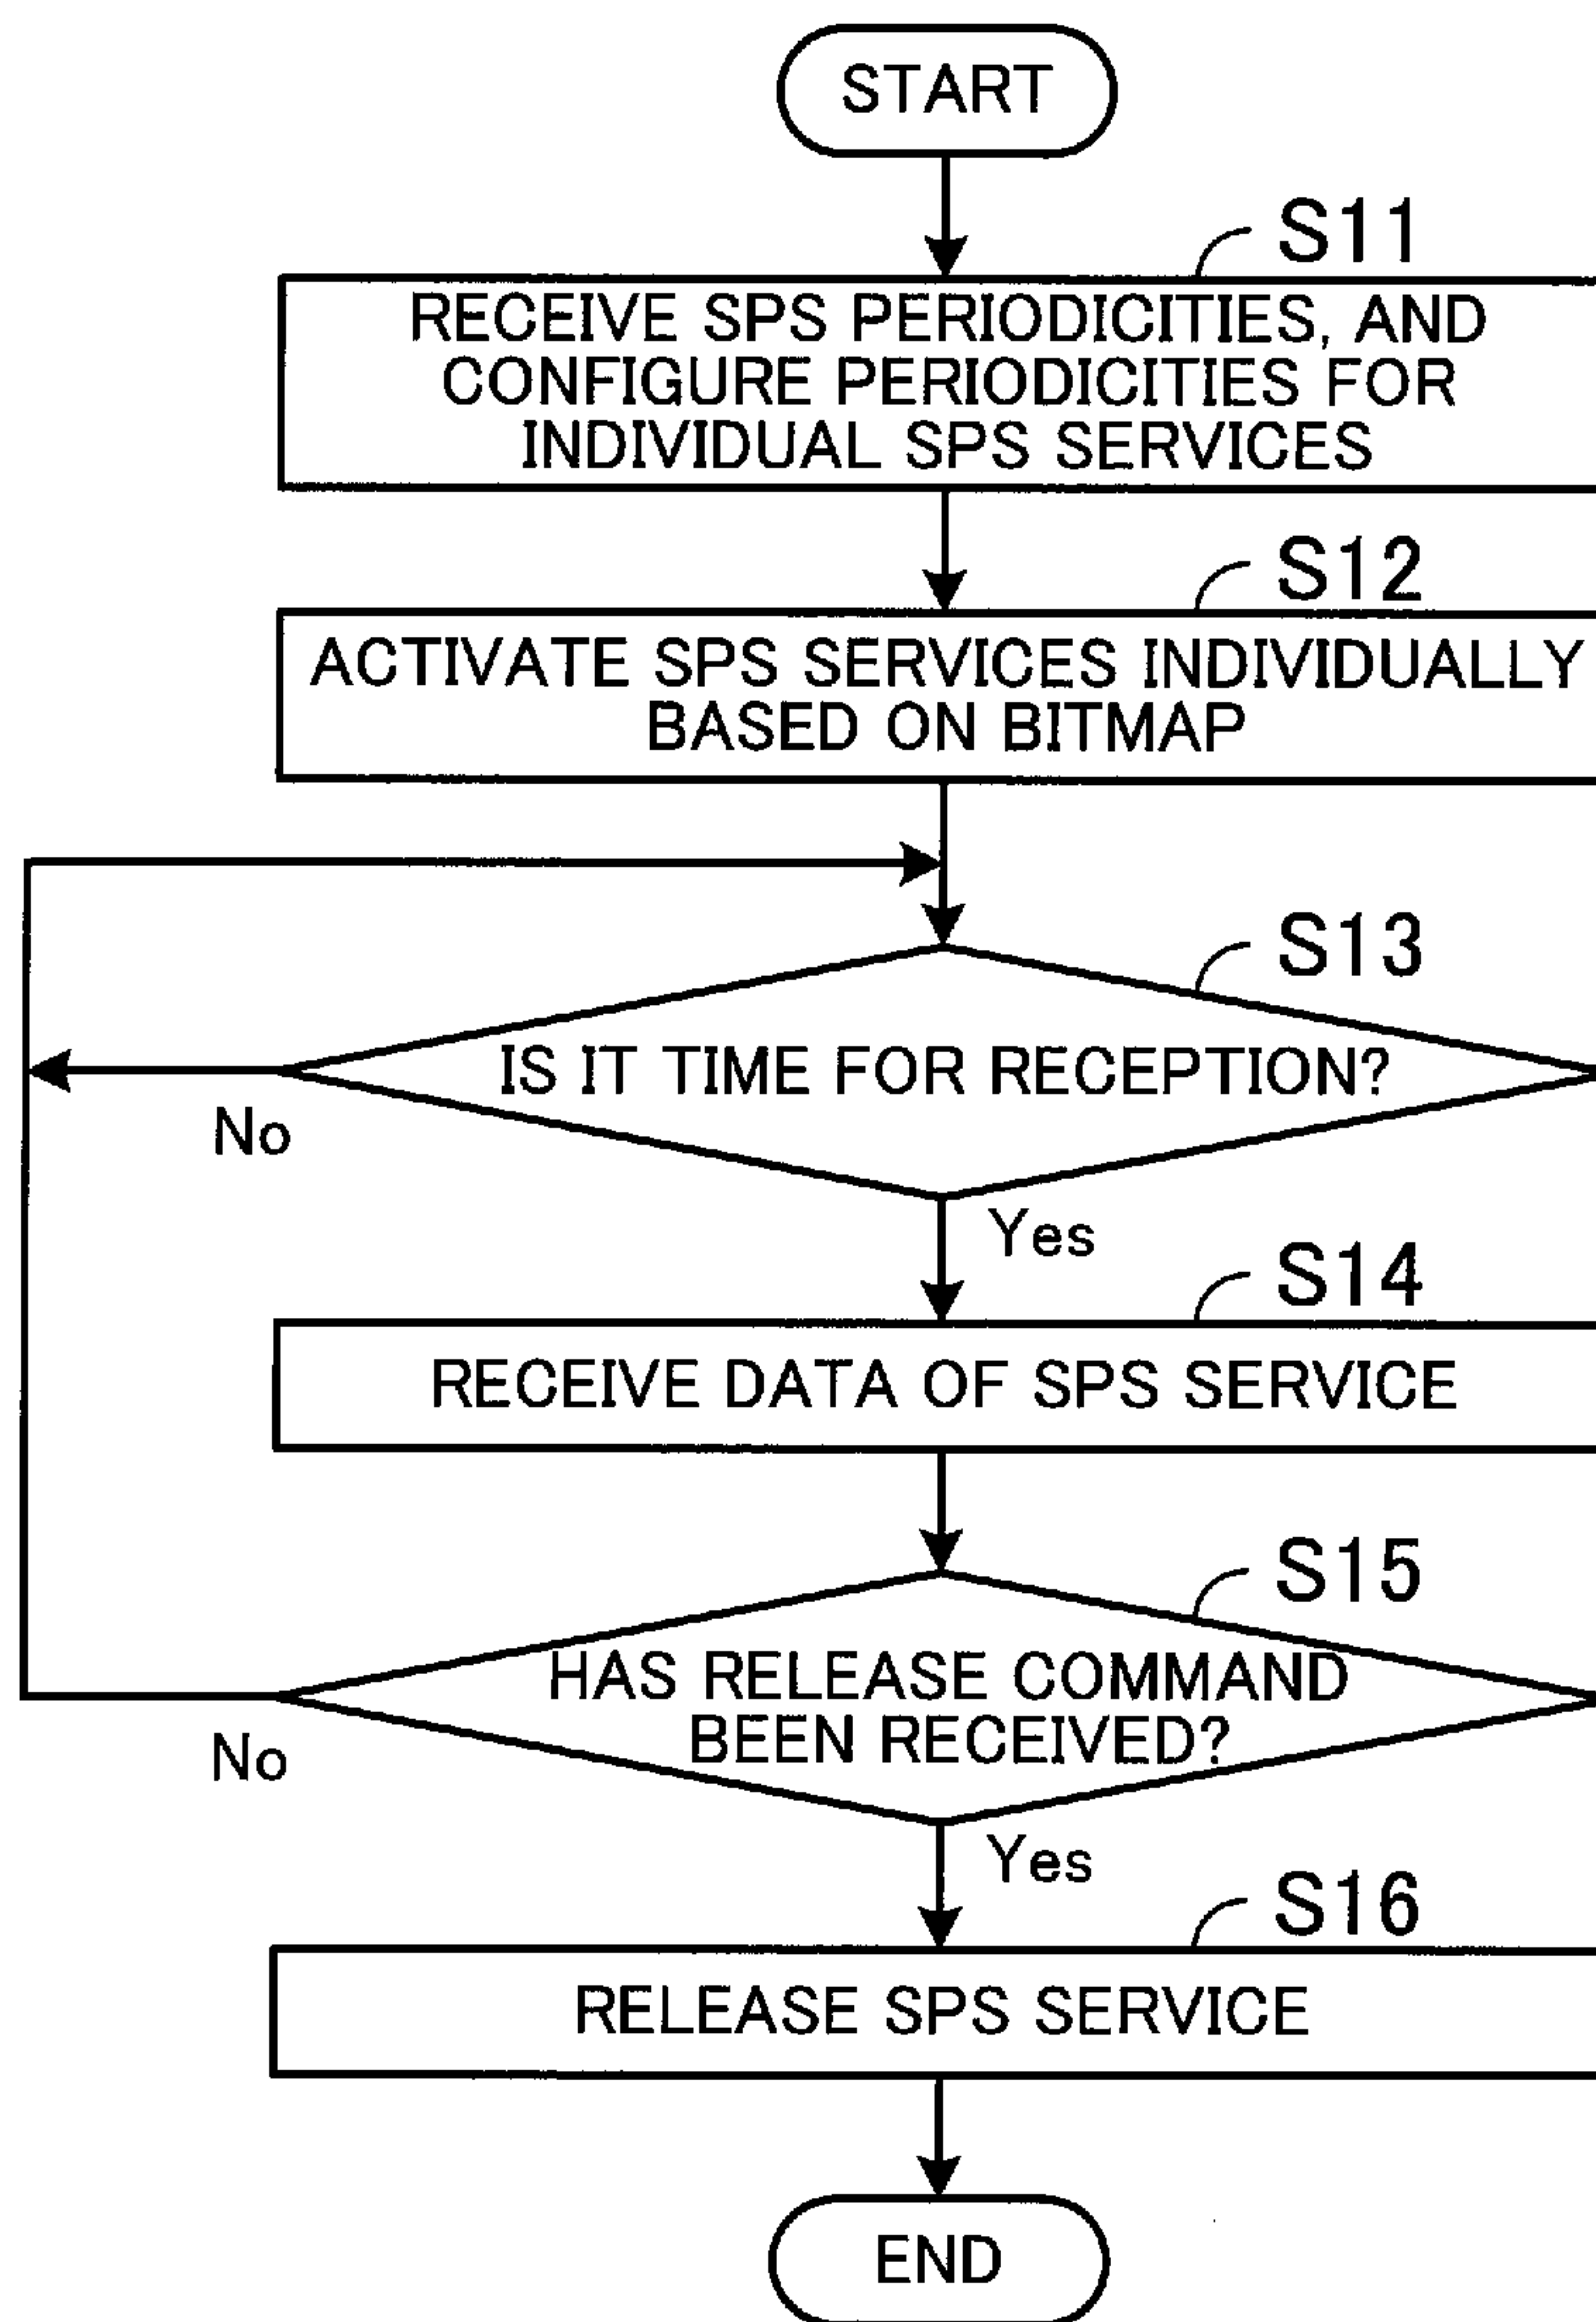 START
S11
RECEIVE SPS PERIODICITIES, AND
CONFIGURE PERIODICITIES FOR
INDIVIDUAL SPS SERVICES
S12
ACTIVATE SPS SERVICES INDIVIDUALLY
BASED ON BITMAP
S13
IS IT TIME FOR RECEPTION?
No
Yes
S14
RECEIVE DATA OF SPS SERVICE
S15
HAS RELEASE COMMAND
BEEN RECEIVED?
No
Yes
S16
RELEASE SPS SERVICE
END